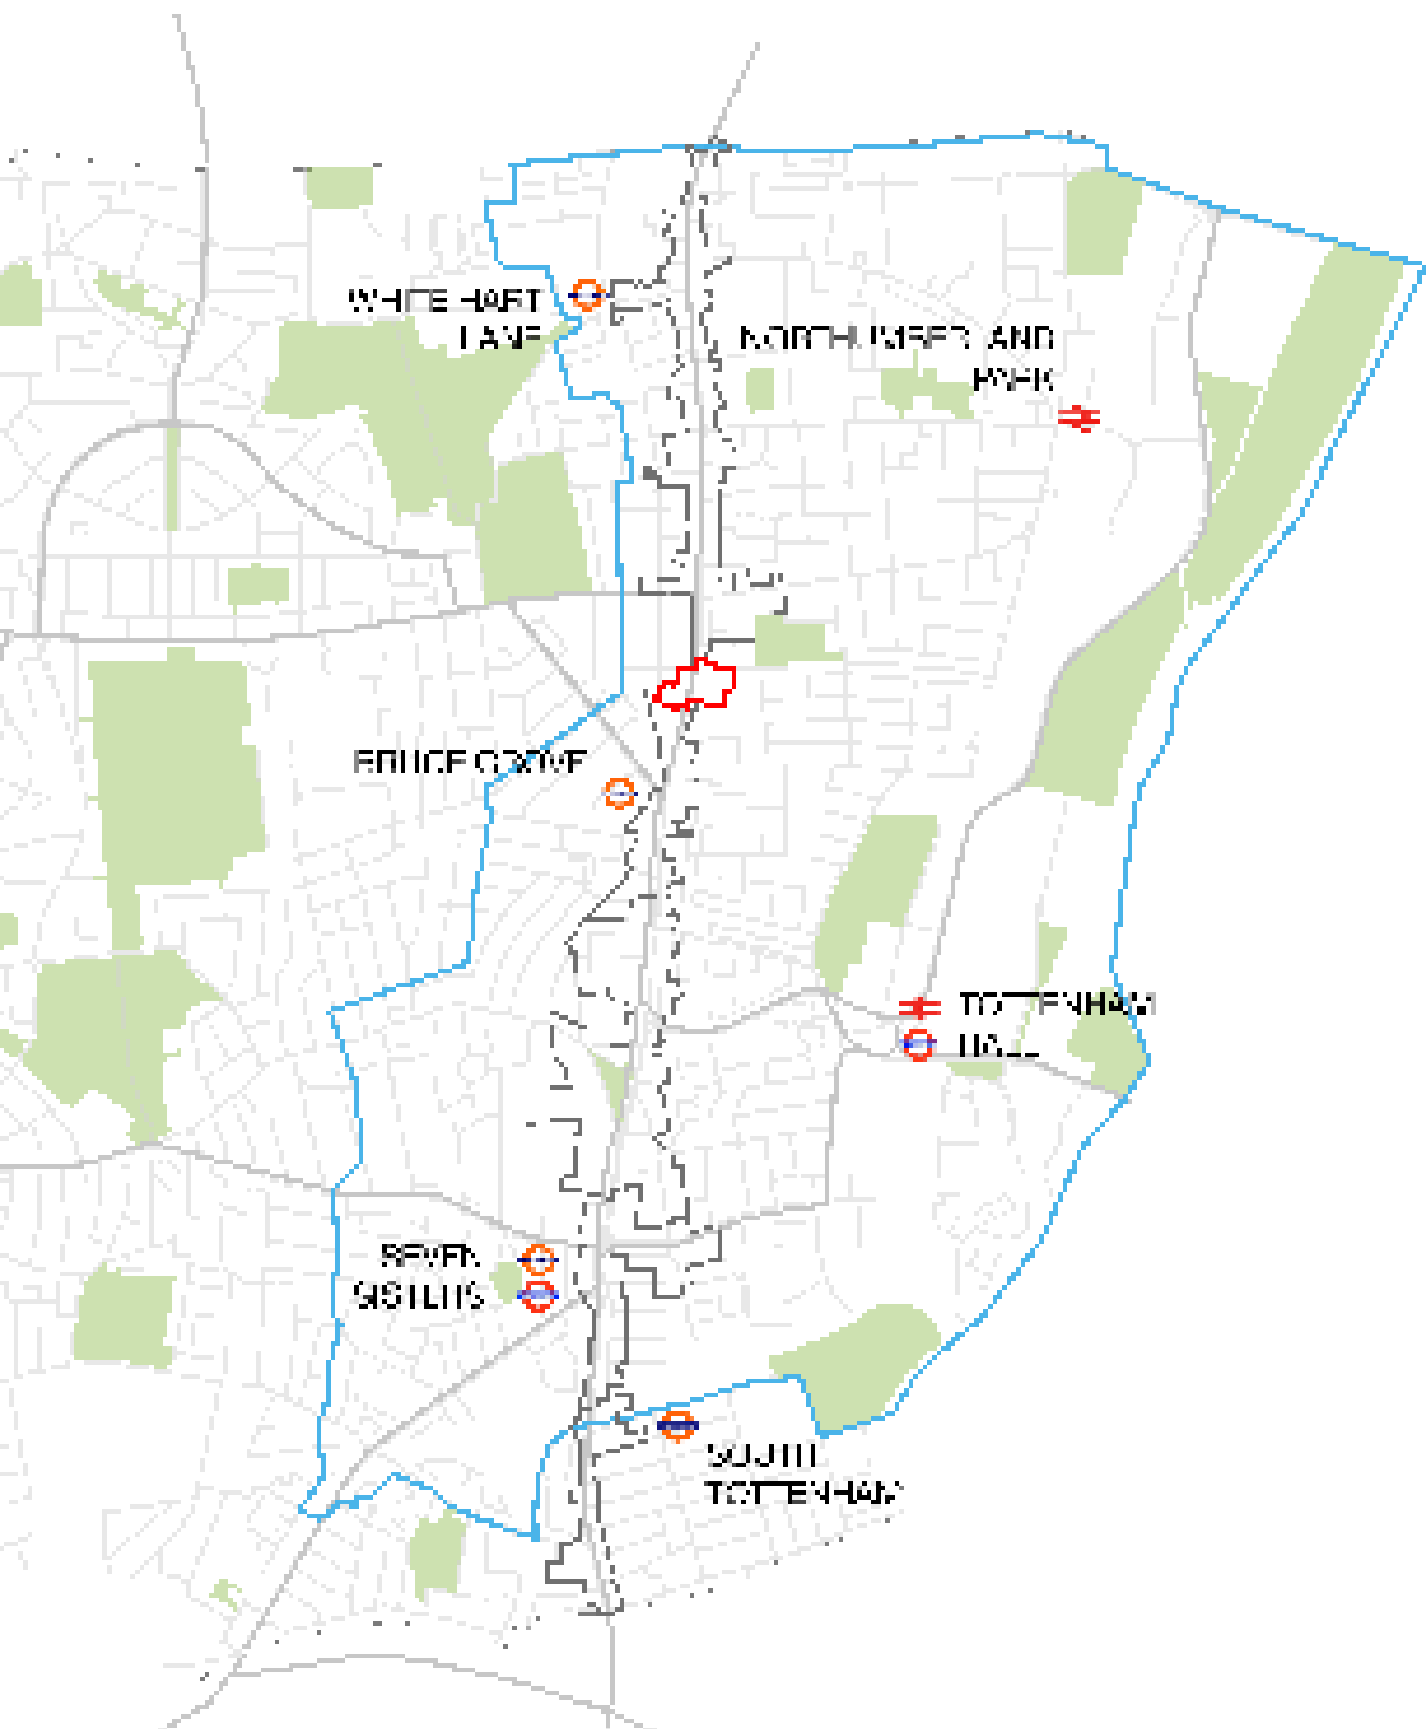 WHITE HART
LANE
NORTHUMBERLAND
PARK
BRUCE GROVE
TOTTENHAM
HALE
SEVEN
SISTERS
SOUTH
TOTTENHAM